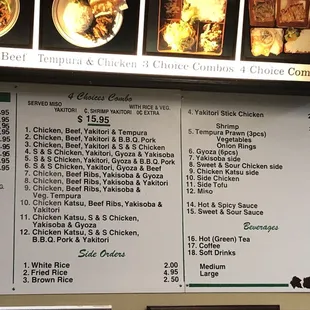 Beef
Tempura & Chicken
3 Choice Combos
4 Choice Com
4 Choices Combo
SERVED MISO
WITH RICE & VEG.
YAKITORI
C. SHRIMP YAKITORI
OC EXTRA
$ 15.95
1 Chicken, Beef, Yakitori & Tempura
2 Chicken, Beef, Yakitori & B.B.Q. Pork
3 Chicken, Beef, Yakitori & S & S Chicken
4 S & S Chicken, Yakitori, Gyoza & Yakisoba
5 S & S Chicken, Yakitori, Gyoza & B.B.Q Pork
6 S & S Chicken, Yakitori, Gyoza & Beef
7 Chicken, Beef Ribs, Yakisoba & Gyoza
8 Chicken, Beef Ribs, Yakisoba & Yakitori
9 Chicken, Beef Ribs, Yakisoba &
Veg. Tempura
10 Chicken Katsu, Beef Ribs, Yakisoba &
Yakitori
11 Chicken Katsu, S & S Chicken,
Yakisoba & Gyoza
12 Chicken Katsu, S & S Chicken,
B.B.Q. Pork & Yakitori
Side Orders
1 White Rice 2.00
2 Fried Rice 4.95
3 Brown Rice 2.50
4 Yakitori Stick Chicken
Shrimp
5 Tempura Prawn (3pcs)
Vegetables
Onion Rings
6 Gyoza (6pcs)
7 Yakisoba side
8 Sweet & Sour Chicken side
9 Chicken Katsu side
10 S & S Chicken side
11 Side Tofu
12 Miso
14 Hot & Spicy Sauce
15 Sweet & Sour Sauce
Beverages
16 Hot (Green) Tea
17 Coffee
18 Soft Drinks
Medium
Large